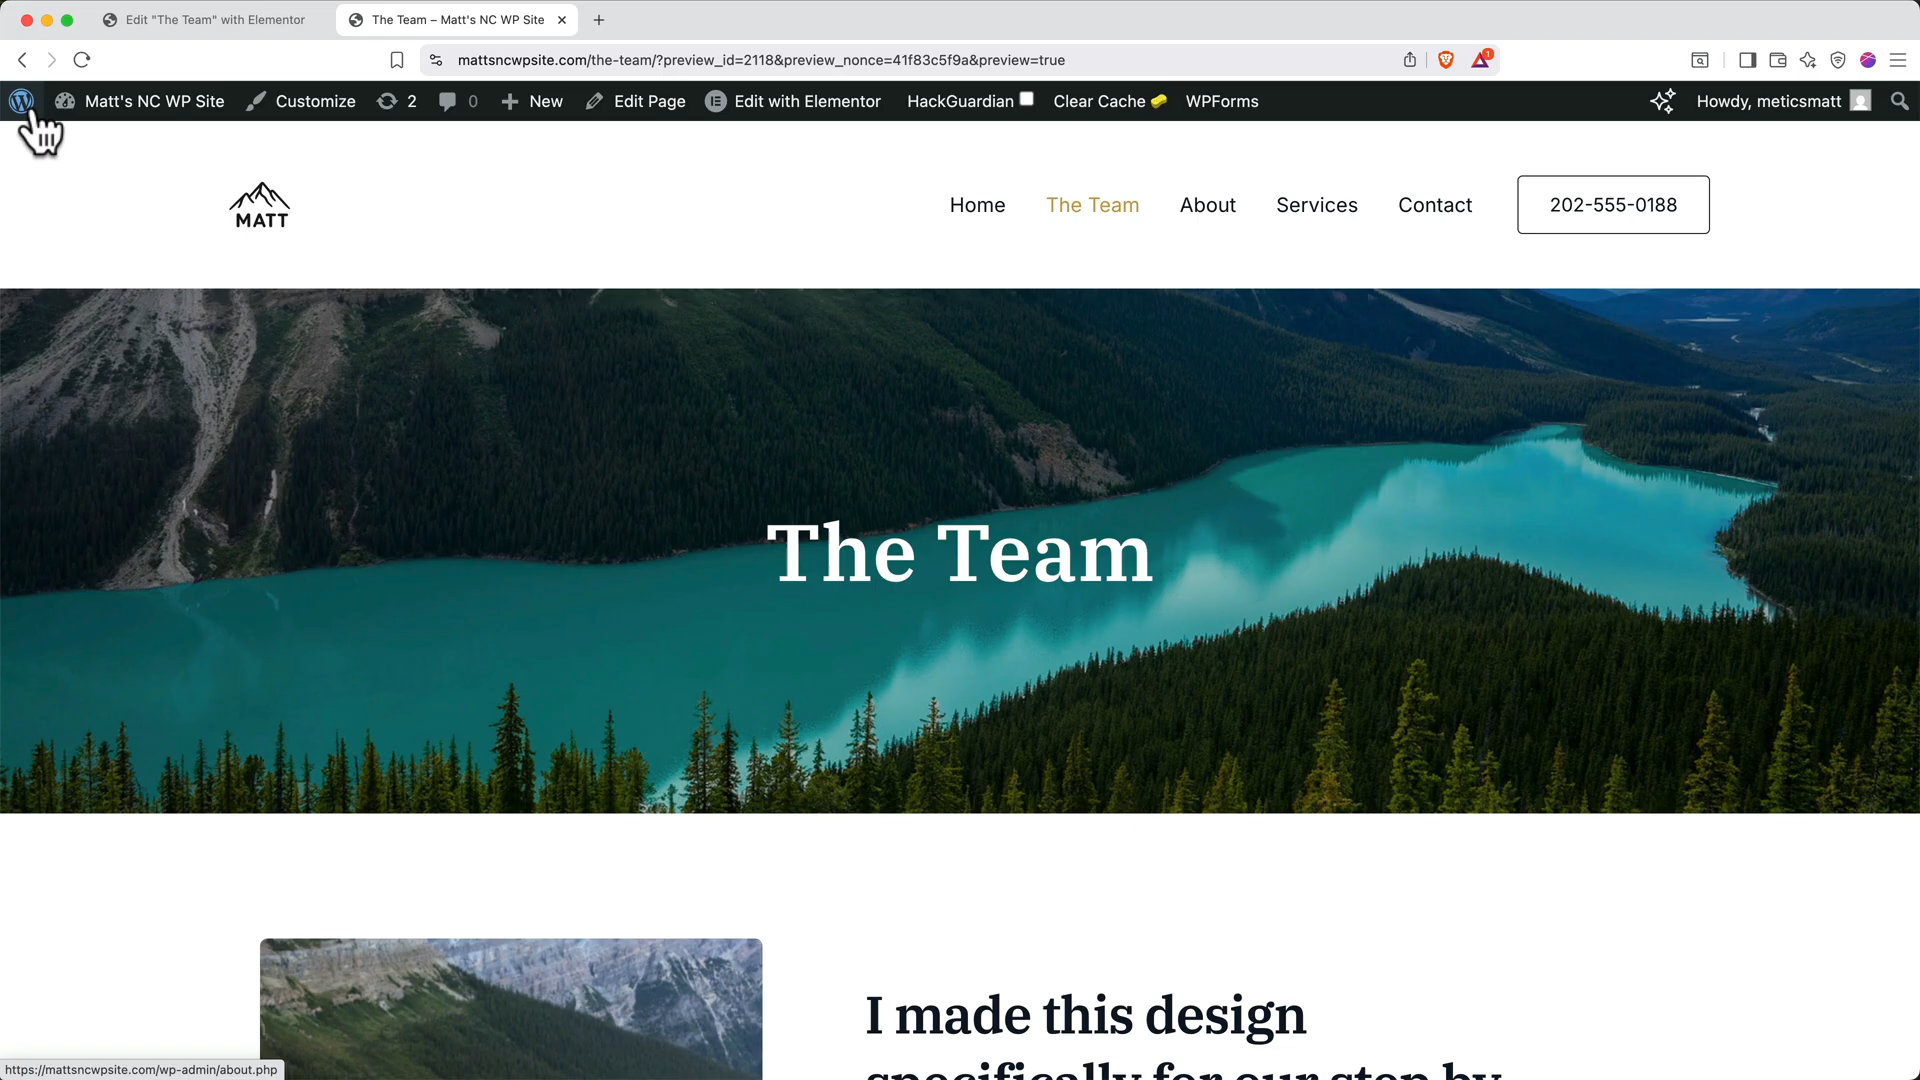 Edit "The Team" with Elementor
The Team – Matt's NC WP Site
mattsncwpsite.com/the-team/?preview_id=2118&preview_nonce=41f83c5f9a&preview=true
1
Matt's NC WP Site Customize 2 0 New Edit Page Edit with Elementor HackGuardian Clear Cache WPForms Howdy, meticsmatt
MATT
Home The Team About Services Contact 202-555-0188
The Team
I made this design
specifically for our step by
https://mattsncwpsite.com/wp-admin/about.php